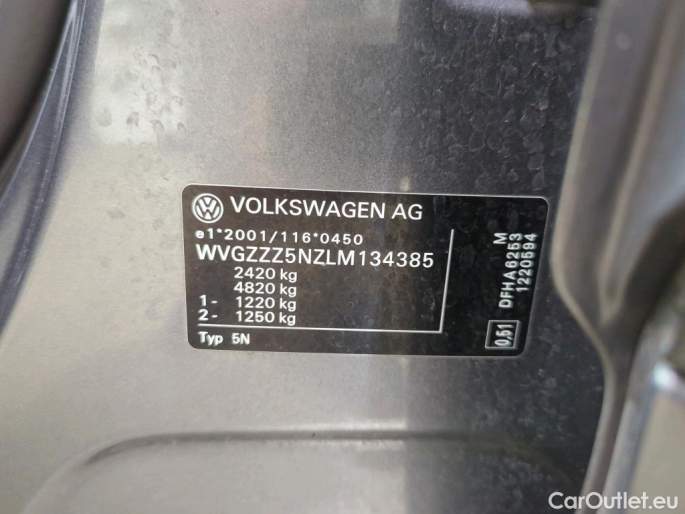 VOLKSWAGEN AG
e1*2001/116*0450
WVGZZZ5NZLM134385
2420 kg
4820 kg
1- 1220 kg
2- 1250 kg
Typ 5N
M
DFHA6253
1220594
0,51
CarOutlet.eu